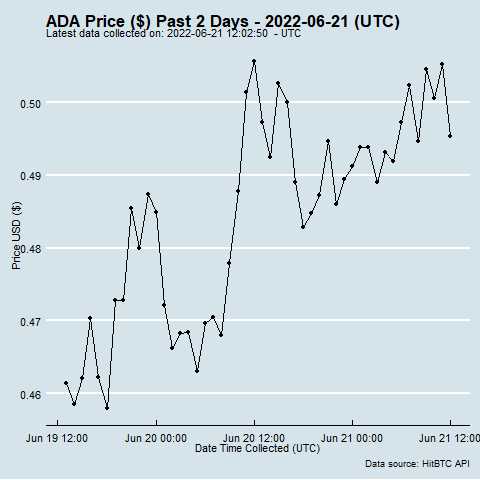 ADA Price ($) Past 2 Days - 2022-06-21 (UTC)
Latest data collected on: 2022-06-21 12:02:50  - UTC
0.50
0.49
0.48
0.47
0.46
Price USD ($)
Jun 19 12:00
Jun 20 00:00
Jun 20 12:00
Jun 21 00:00
Jun 21 12:00
Date Time Collected (UTC)
Data source: HitBTC API